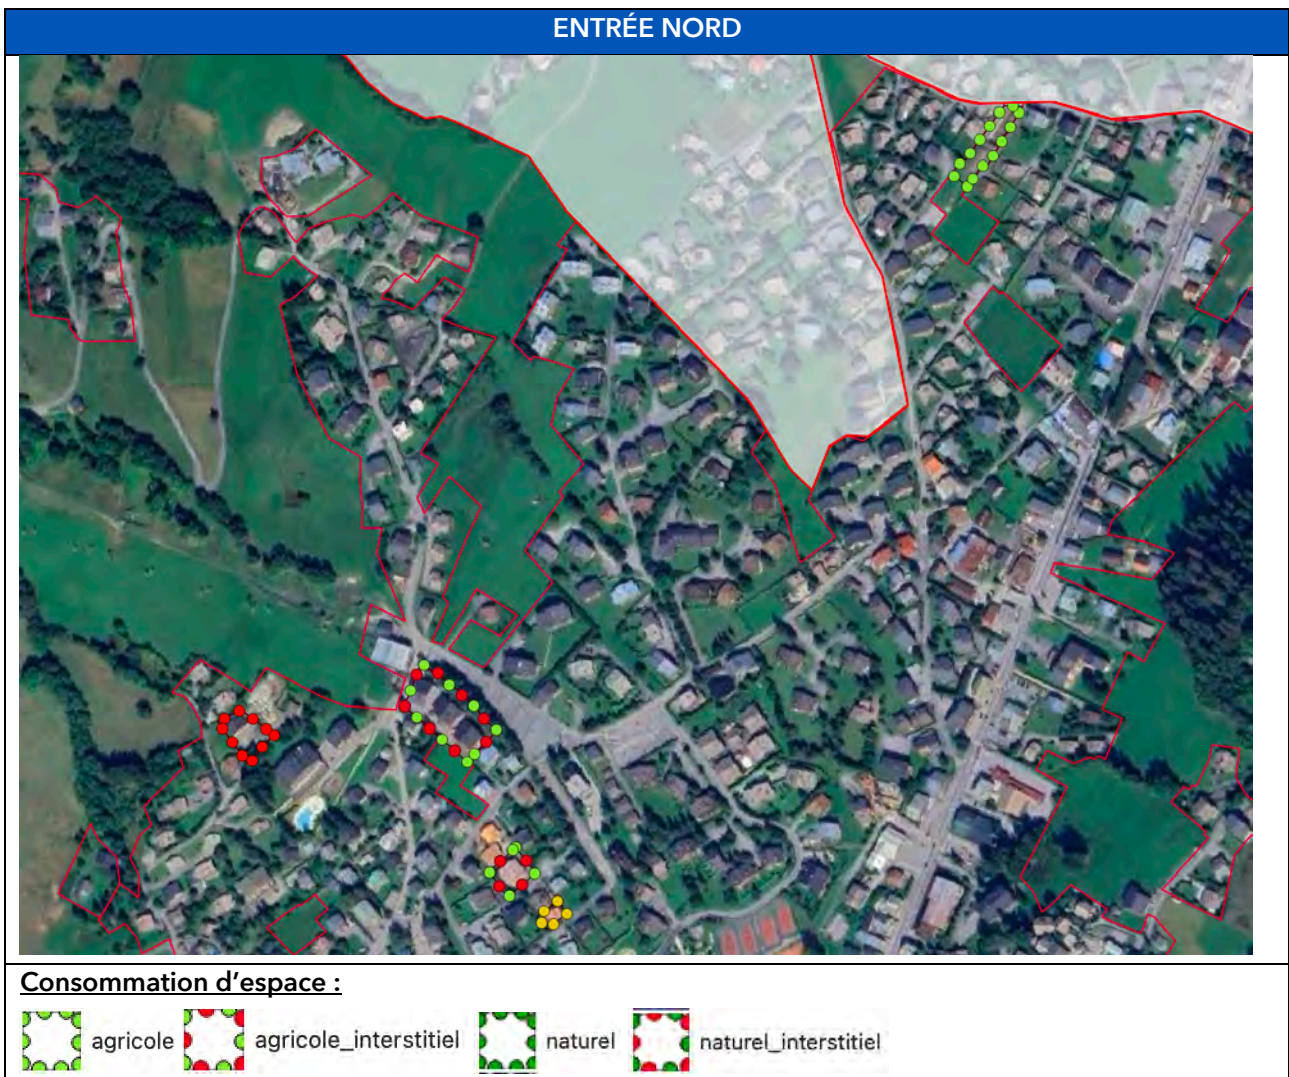 ENTRÉE NORD
Consommation d'espace :
agricole agricole_interstitiel naturel naturel_interstitiel